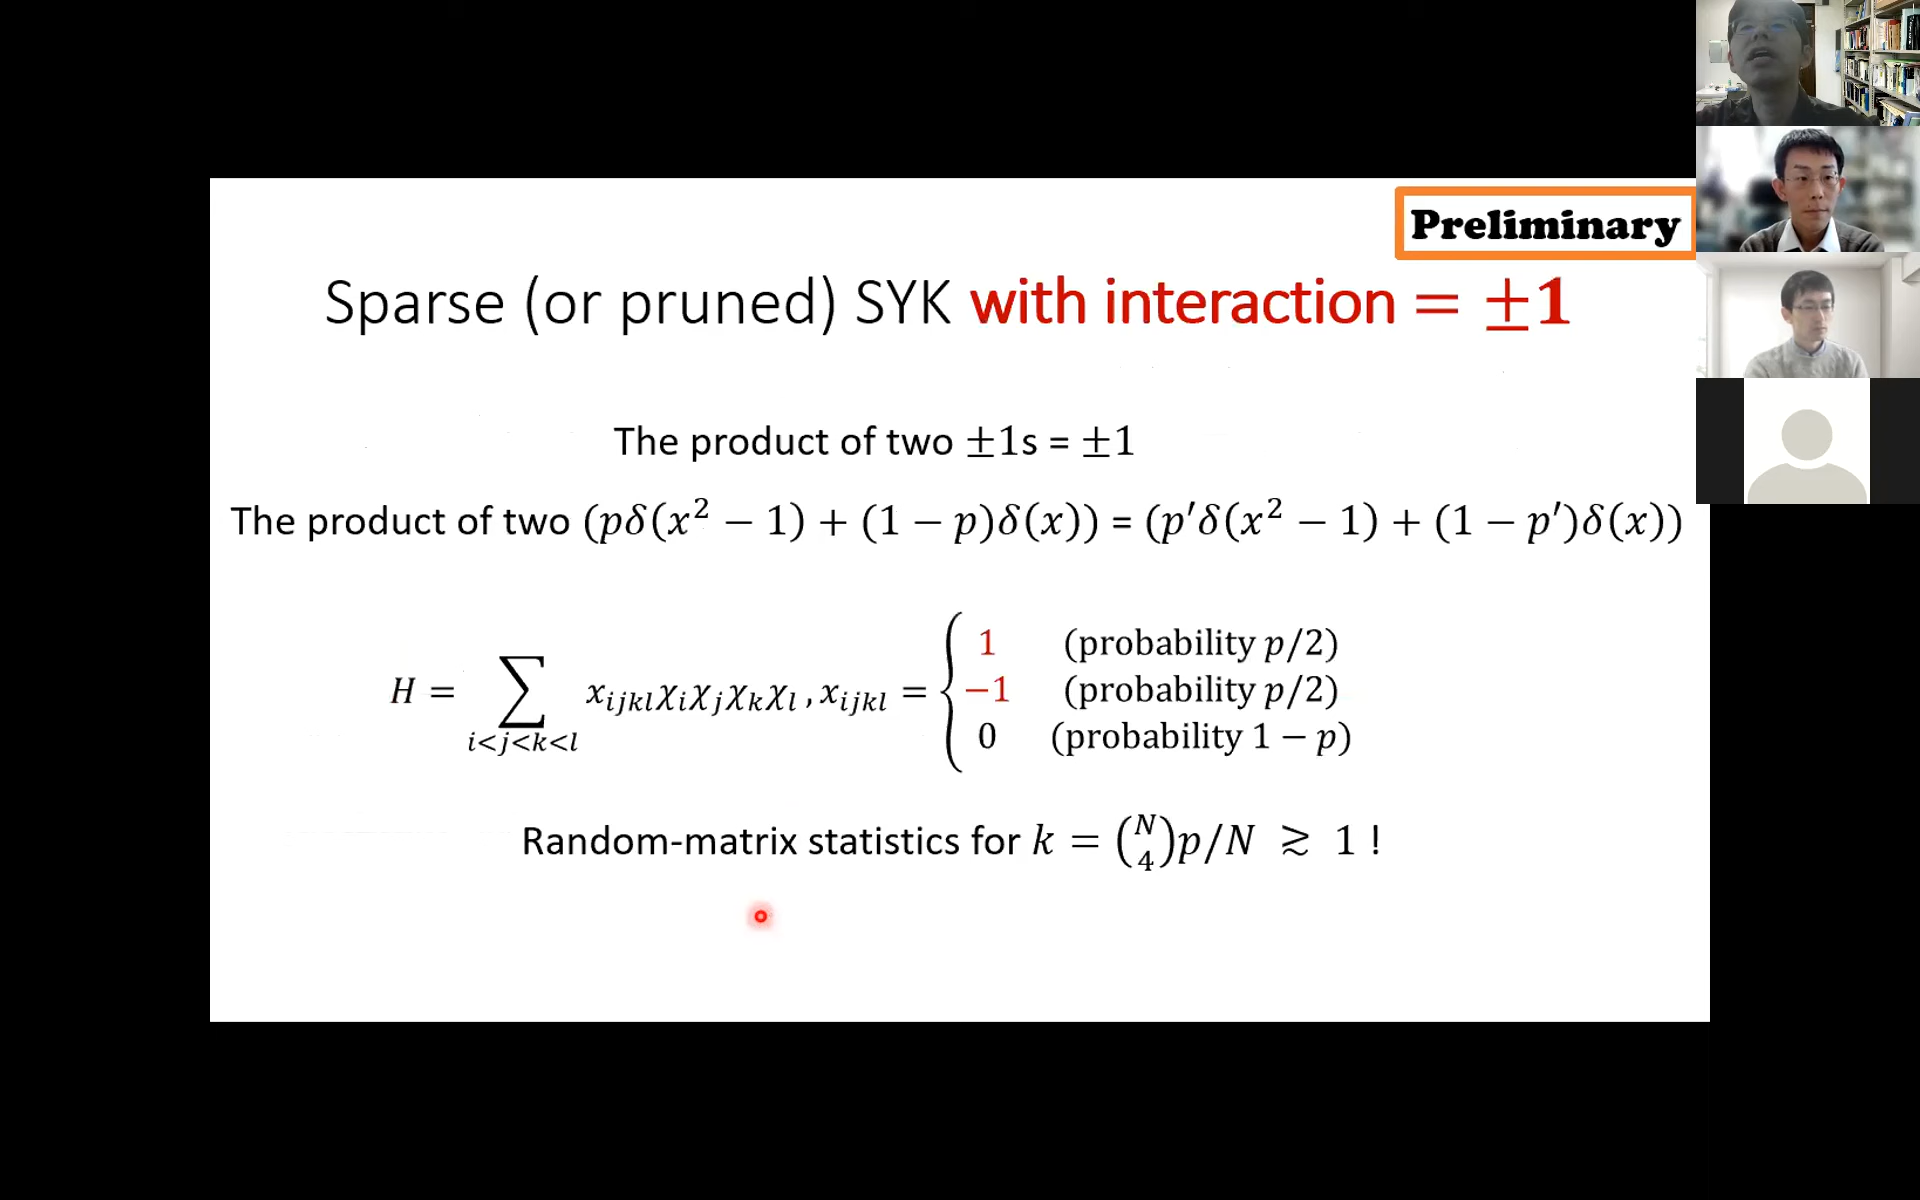 Preliminary
Sparse (or pruned) SYK with interaction = ±1
The product of two ±1s = ±1
The product of two (pδ(x² − 1) + (1 − p)δ(x)) = (p′δ(x² − 1) + (1 − p′)δ(x))
H = ∑_{i<j<k<l} x_{ijkl}χ_iχ_jχ_kχ_l , x_{ijkl} = { 1 (probability p/2)
−1 (probability p/2)
0 (probability 1 − p)
Random-matrix statistics for k = (N 4)p/N ≳ 1 !